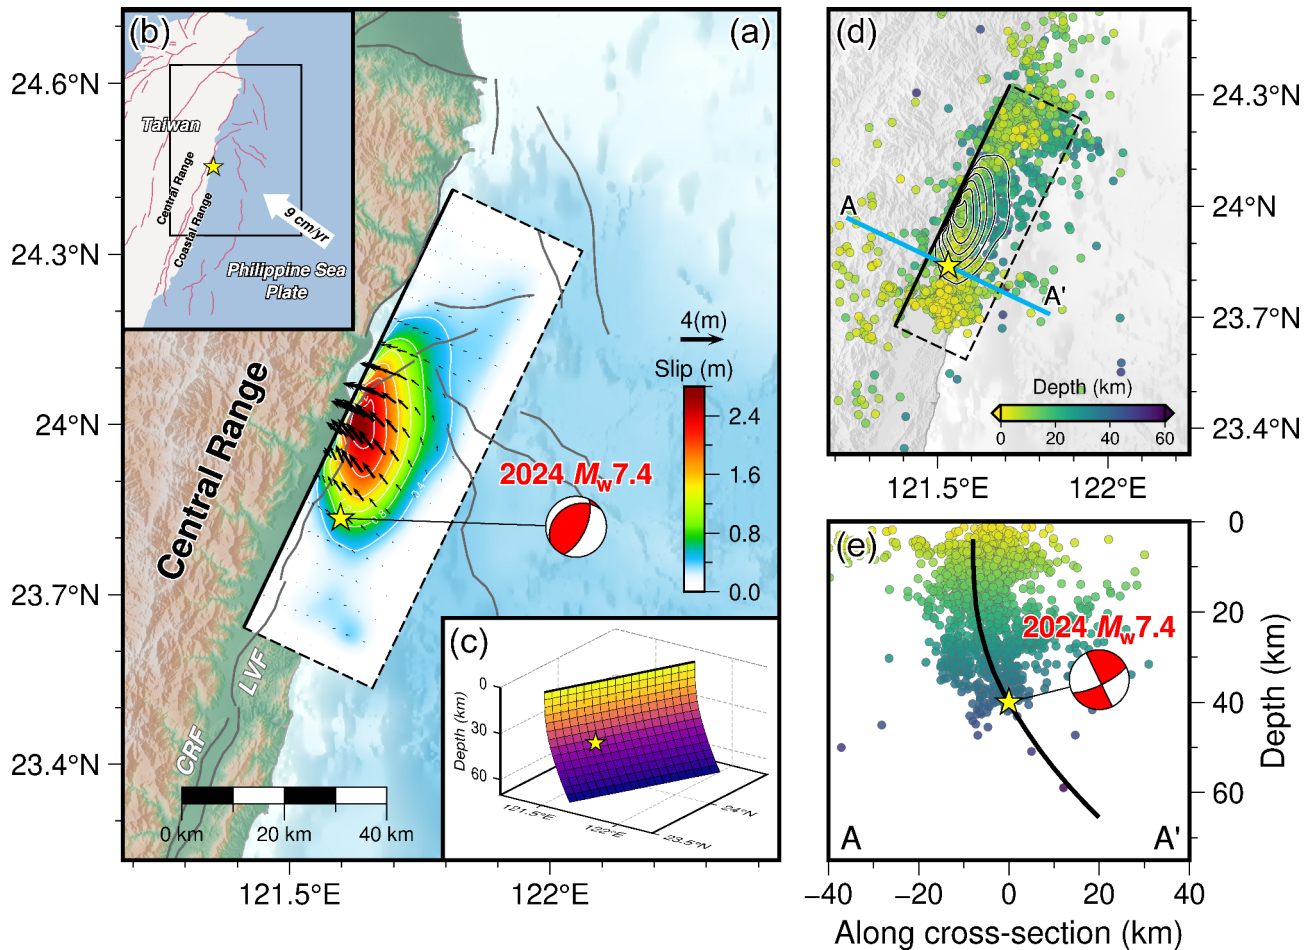 (b)
(a)
24.6°N
24.3°N
24°N
23.7°N
23.4°N
Taiwan
Central Range
Coastal Range
9 cm/yr
Philippine Sea
Plate
4(m)
Slip (m)
2.4
1.6
0.8
0.0
Central Range
0.4
0.8
2024 Mw7.4
LVF
CRF
0 km
20 km
40 km
121.5°E
122°E
(c)
0
30
60
Depth (km)
121.5°E
122°E
24°N
23.5°N
(d)
24.3°N
24°N
23.7°N
23.4°N
A
A'
Depth (km)
0
20
40
60
121.5°E
122°E
(e)
2024 Mw7.4
0
20
40
60
Depth (km)
A
A'
−40
−20
0
20
40
Along cross−section (km)